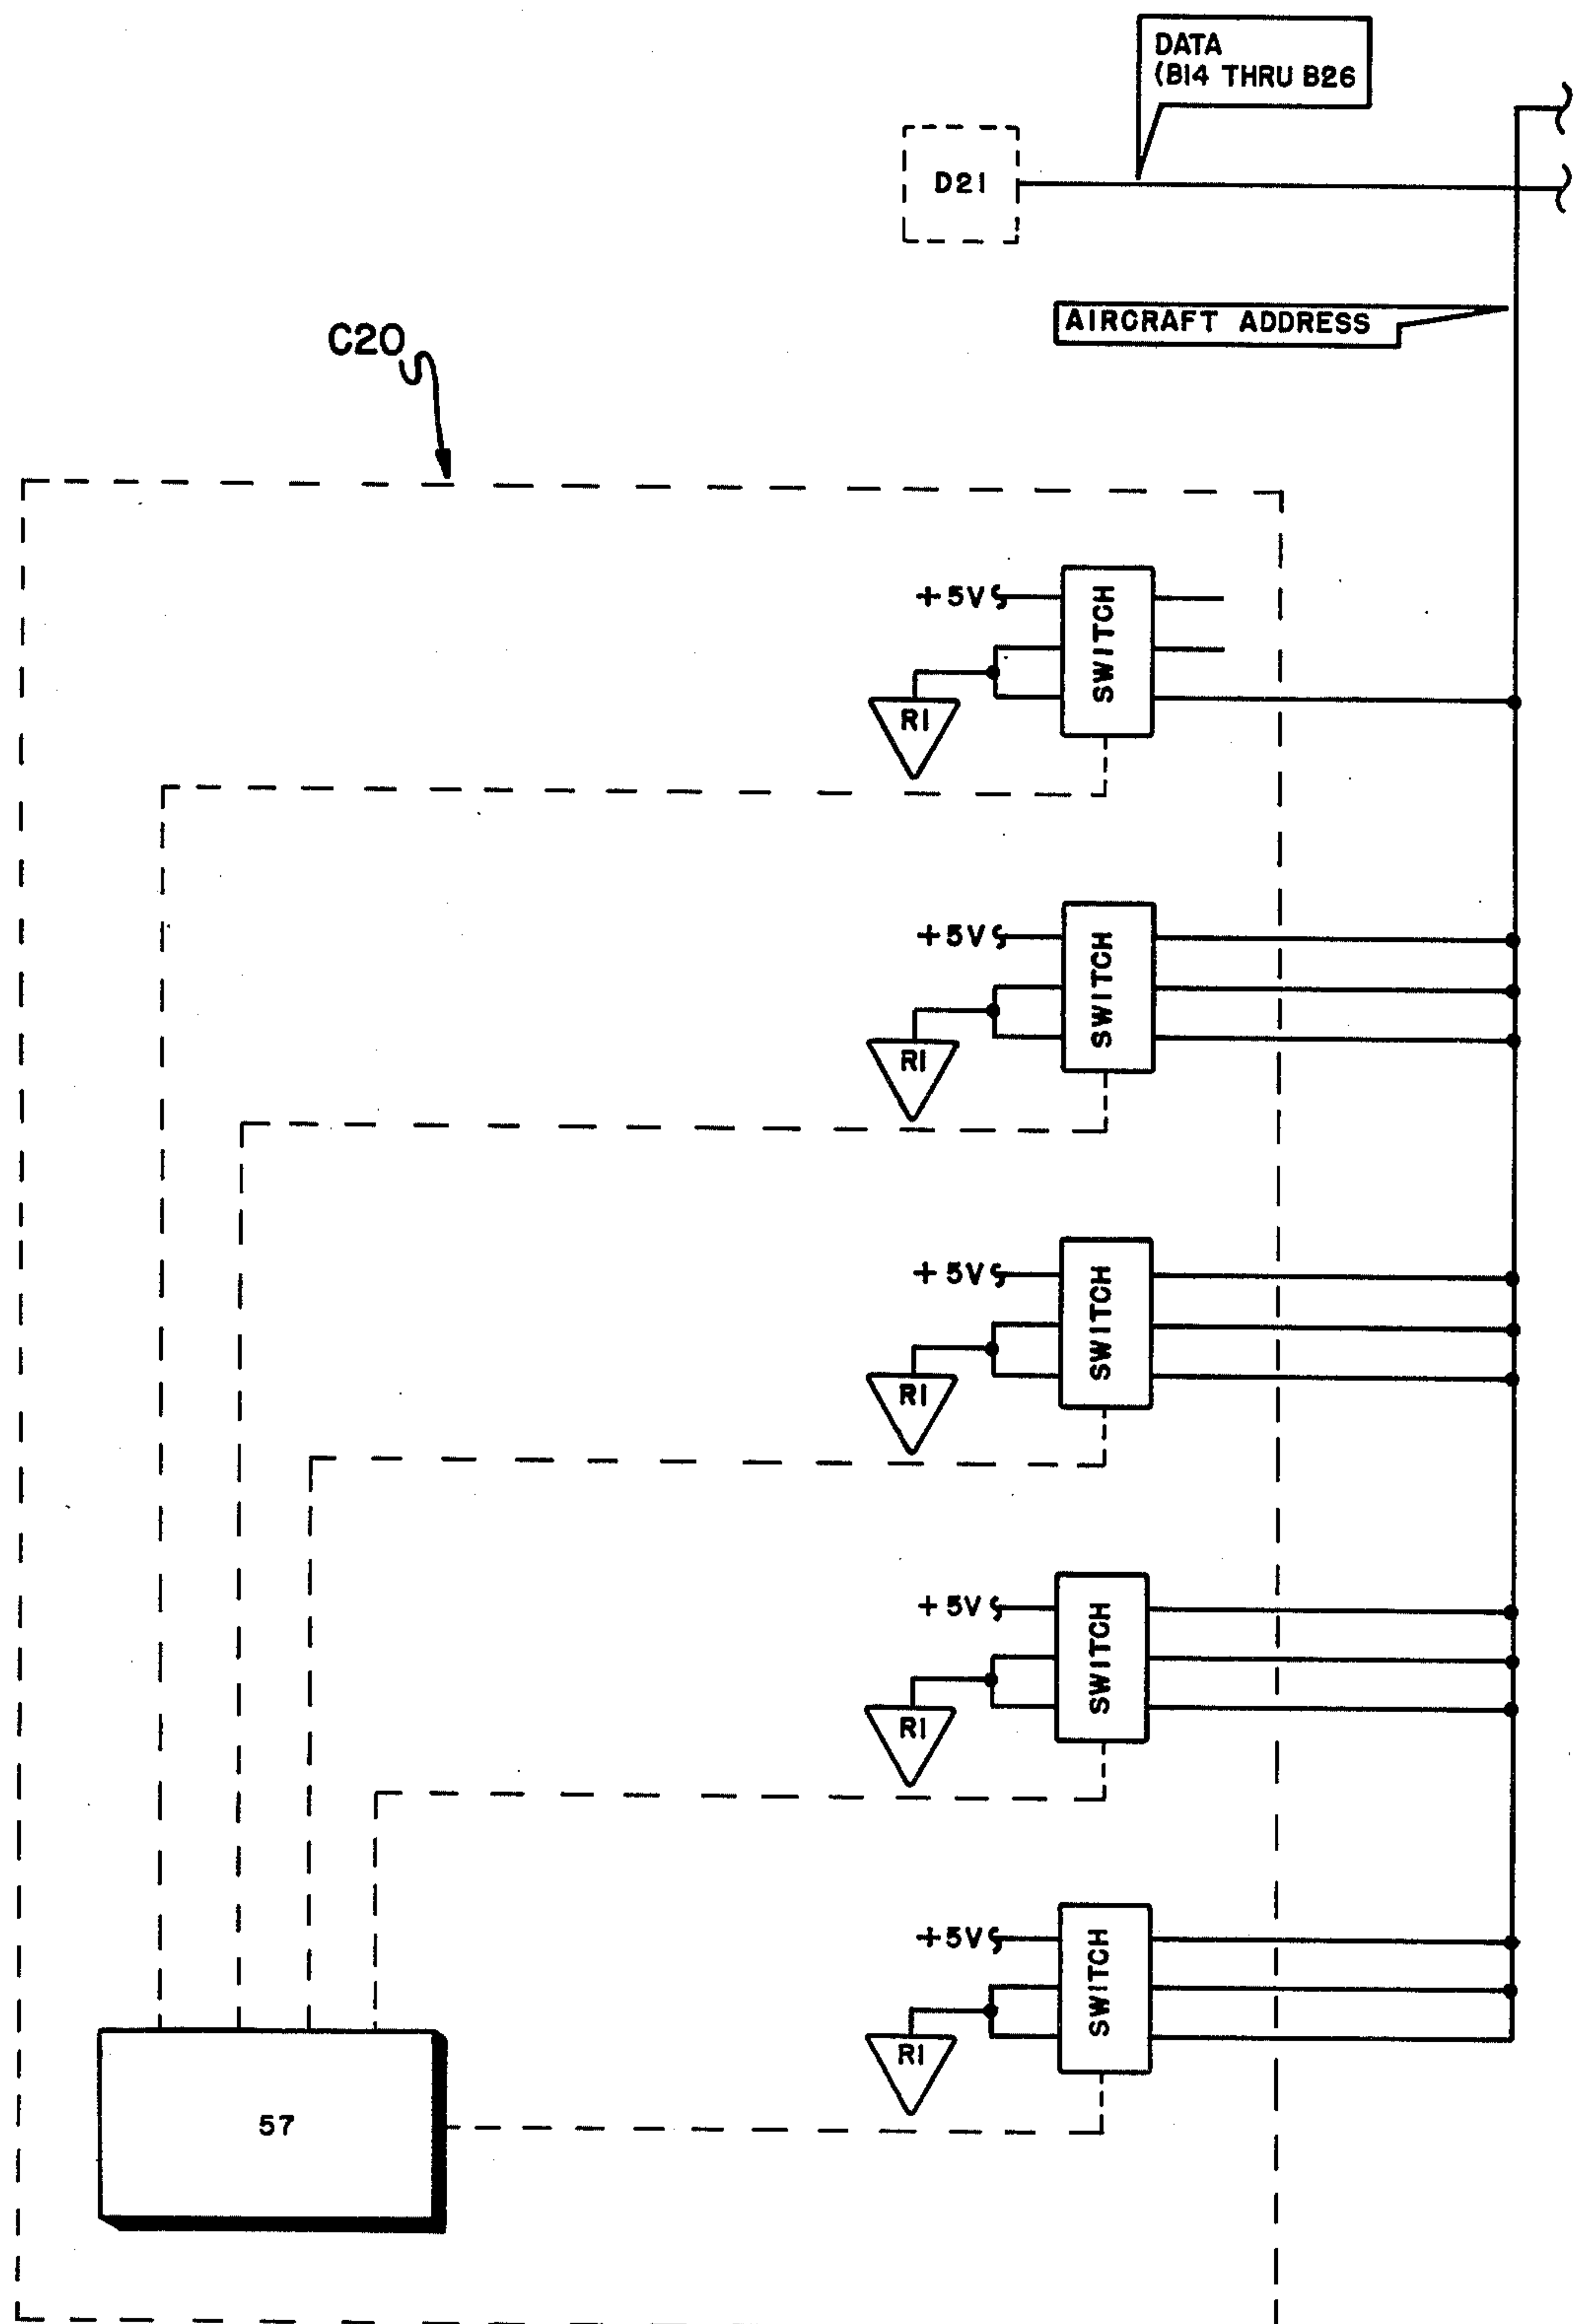 DATA
(B14 THRU B26
D21
AIRCRAFT ADDRESS
C20
+5V
SWITCH
R1
+5V
SWITCH
R1
+5V
SWITCH
R1
+5V
SWITCH
R1
+5V
SWITCH
R1
57